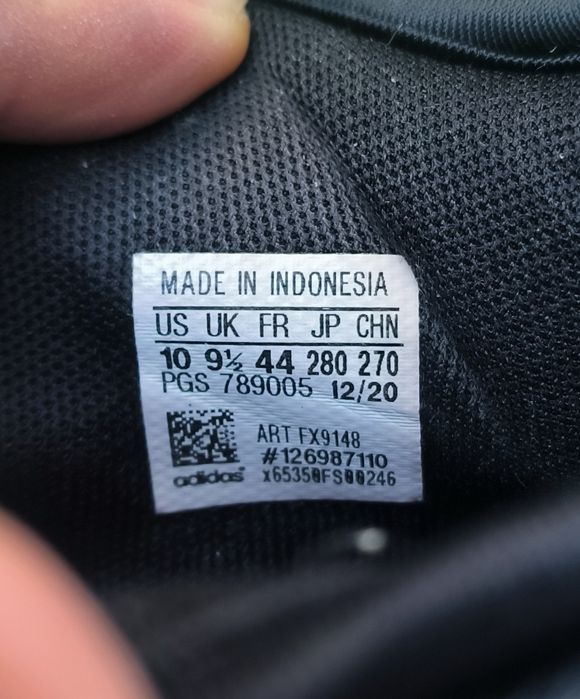 MADE IN INDONESIA
US UK FR JP CHN
10 9½ 44 280 270
PGS 789005 12/20
ART FX9148
#126987110
adidas x65350FS00246